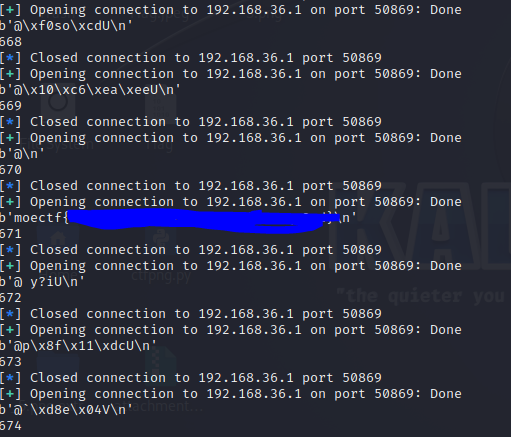 [+] Opening connection to 192.168.36.1 on port 50869: Done
b'@\xf0so\xcdU\n'
668
[*] Closed connection to 192.168.36.1 port 50869
[+] Opening connection to 192.168.36.1 on port 50869: Done
b'@\x10\xc6\xea\xeeU\n'
669
[*] Closed connection to 192.168.36.1 port 50869
[+] Opening connection to 192.168.36.1 on port 50869: Done
b'@\n'
670
[*] Closed connection to 192.168.36.1 port 50869
[+] Opening connection to 192.168.36.1 on port 50869: Done
b'moectf{ }\n'
671
[*] Closed connection to 192.168.36.1 port 50869
[+] Opening connection to 192.168.36.1 on port 50869: Done
b'@ y?iU\n'
672
"the quieter you
[*] Closed connection to 192.168.36.1 port 50869
[+] Opening connection to 192.168.36.1 on port 50869: Done
b'@p\x8f\x11\xdcU\n'
673
[*] Closed connection to 192.168.36.1 port 50869
[+] Opening connection to 192.168.36.1 on port 50869: Done
b'@`\xd8e\x04V\n'
674